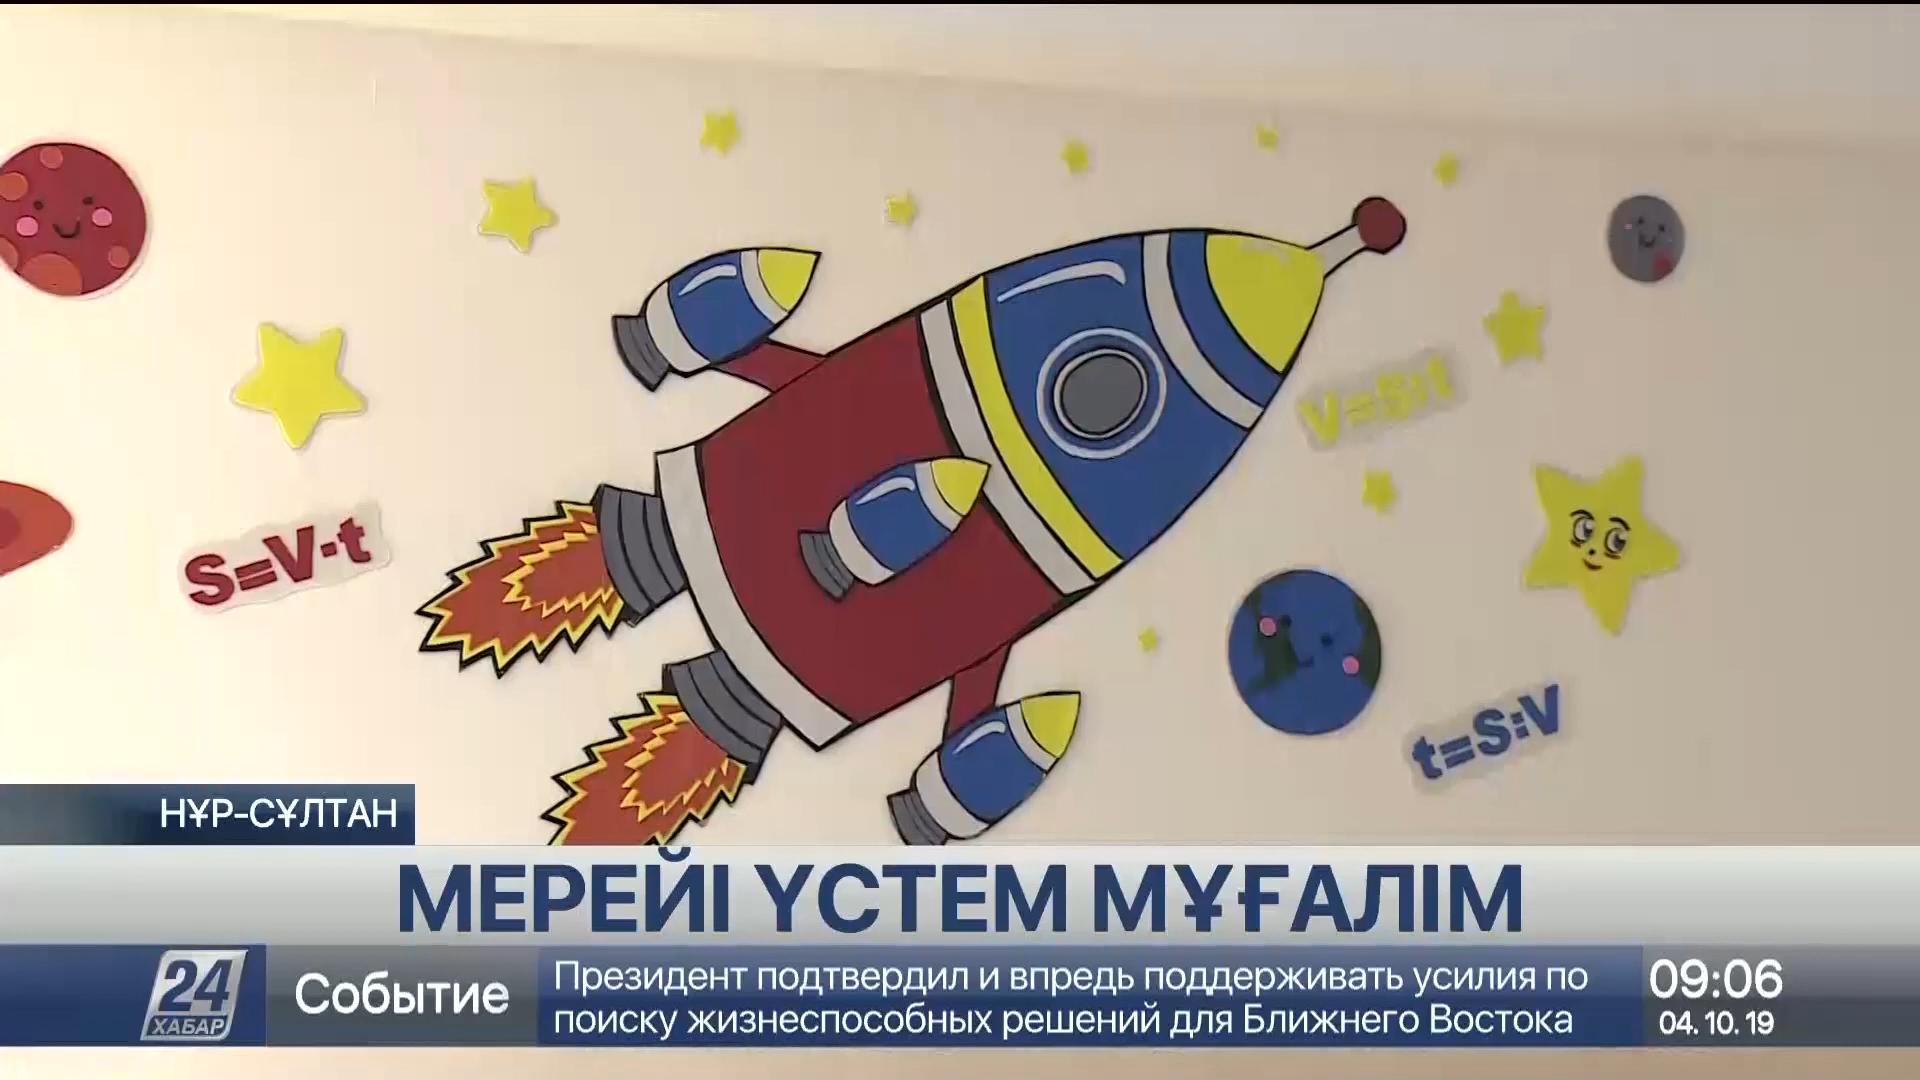 V=S:t
S=V·t
t=S:V
НҰР-СҰЛТАН
МЕРЕЙІ ҮСТЕМ МҰҒАЛІМ
24
ХАБАР
Событие
Президент подтвердил и впредь поддерживать усилия по
поиску жизнеспособных решений для Ближнего Востока
09:06
04. 10. 19